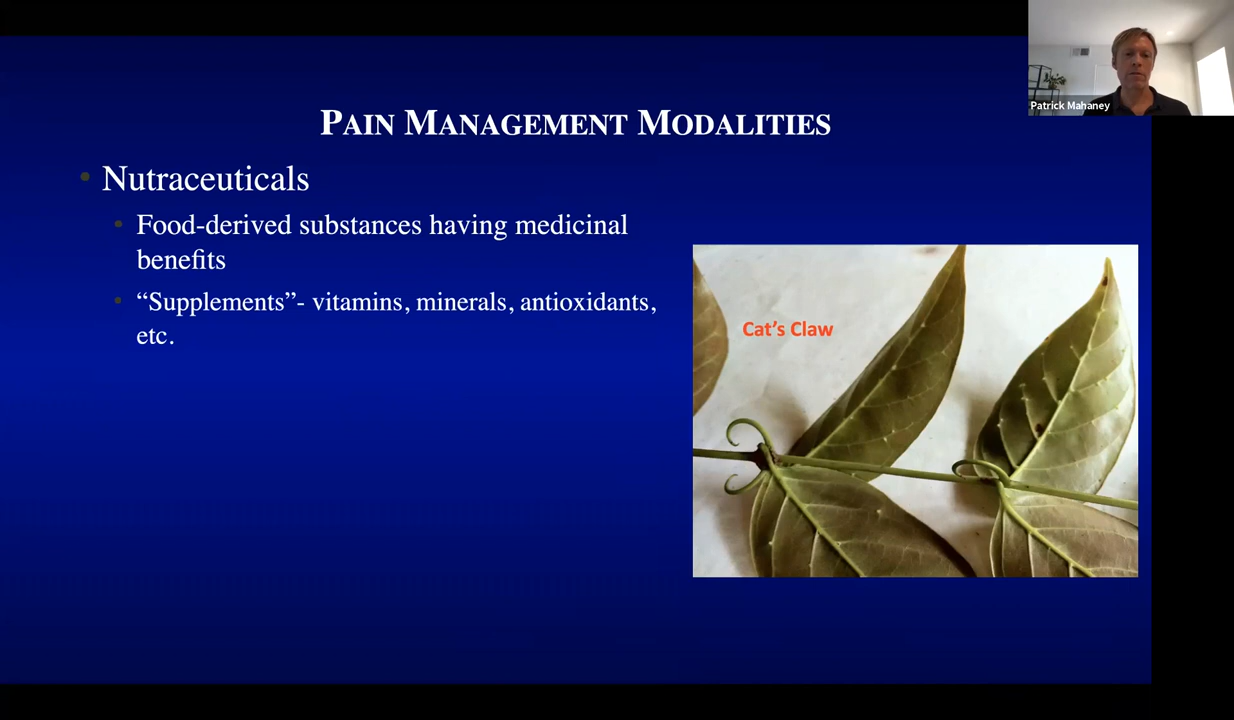 Patrick Mahaney
PAIN MANAGEMENT MODALITIES
Nutraceuticals
Food-derived substances having medicinal
benefits
“Supplements”- vitamins, minerals, antioxidants,
etc.
Cat’s Claw